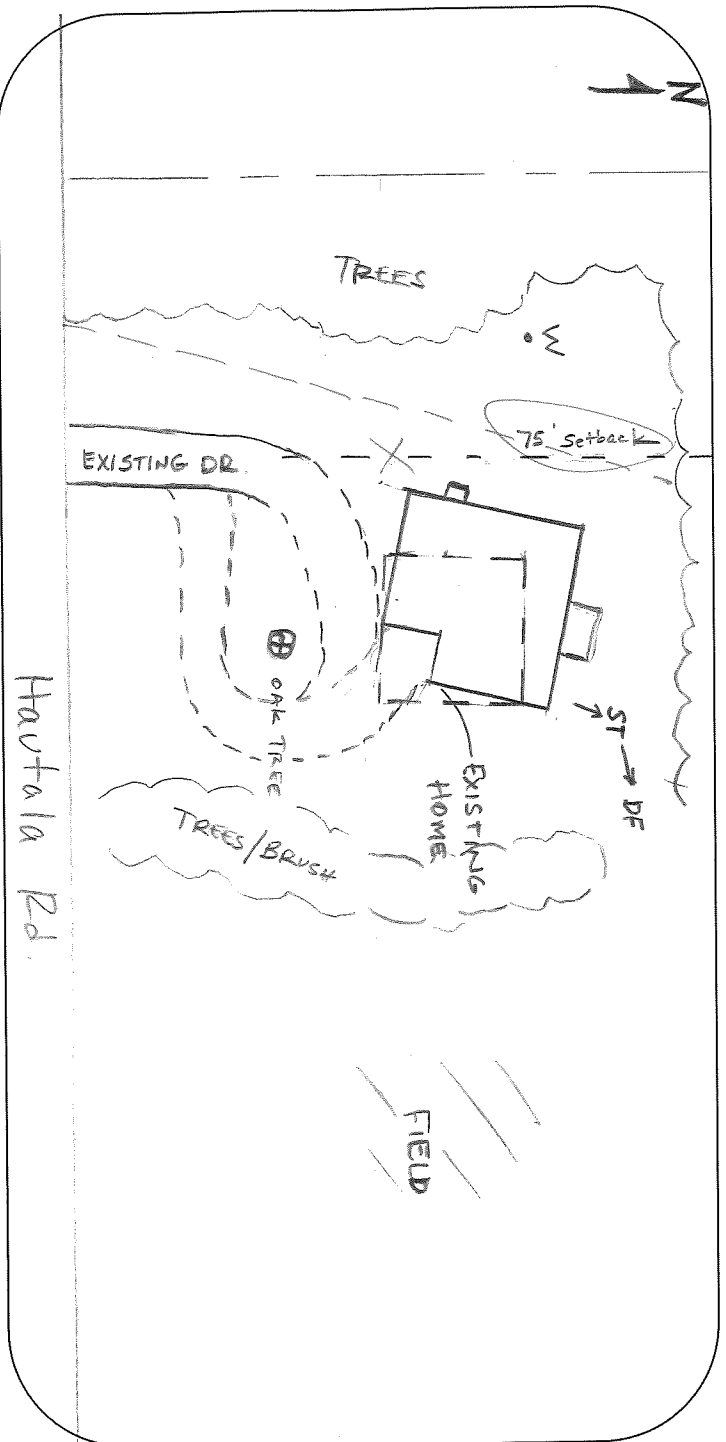 N
TREES
W
75' Setback
EXISTING DR.
OAK TREE
ST → DF
EXISTING
HOME
TREES/BRUSH
FIELD
Hautala Rd.